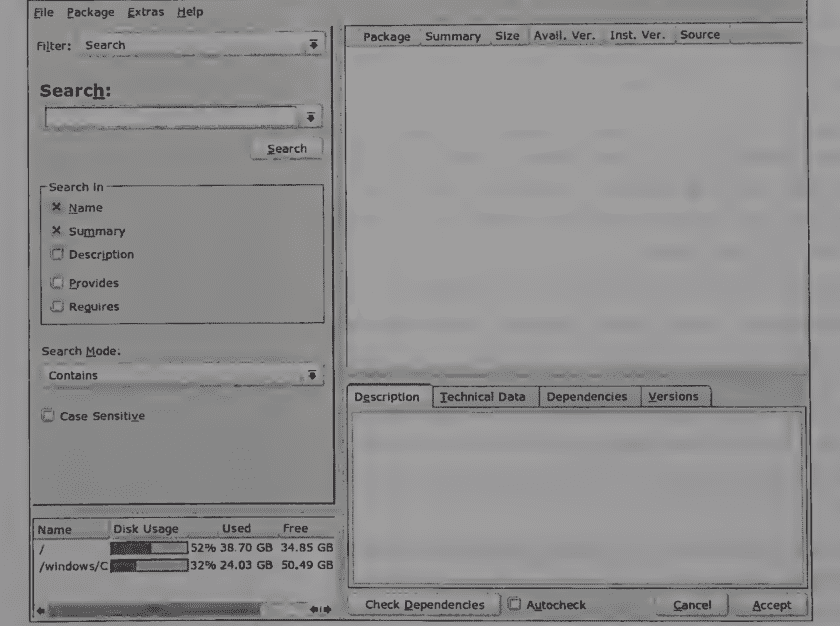 File Package Extras Help
Filter: Search
Search:
Search
Search in
Name
Summary
Description
Provides
Requires
Search Mode:
Contains
Case Sensitive
Name Disk Usage Used Free
/ 52% 38.70 GB 34.85 GB
/windows/C 32% 24.03 GB 50.49 GB
Package Summary Size Avail. Ver. Inst. Ver. Source
Description Technical Data Dependencies Versions
Check Dependencies Autocheck Cancel Accept